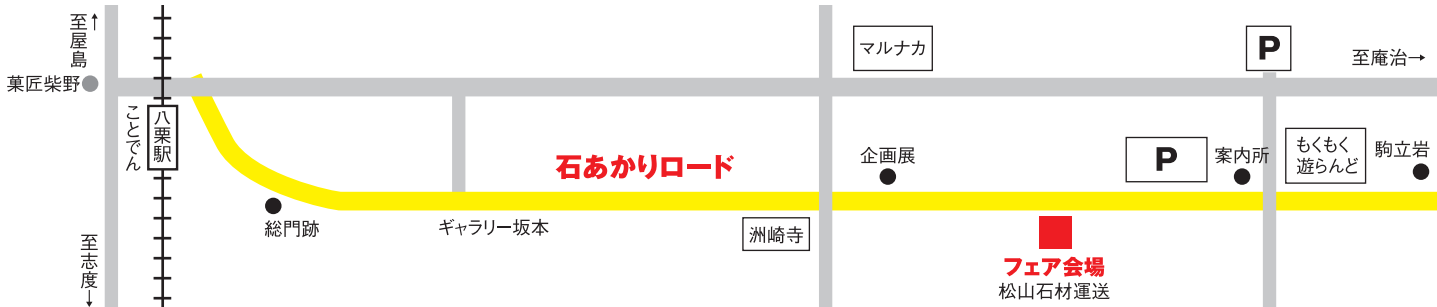 至屋島↑
菓匠柴野
ことでん
八栗駅
至志度↓
総門跡
ギャラリー坂本
石あかりロード
洲崎寺
マルナカ
企画展
フェア会場
松山石材運送
P
至庵治→
P
案内所
もくもく
遊らんど
駒立岩